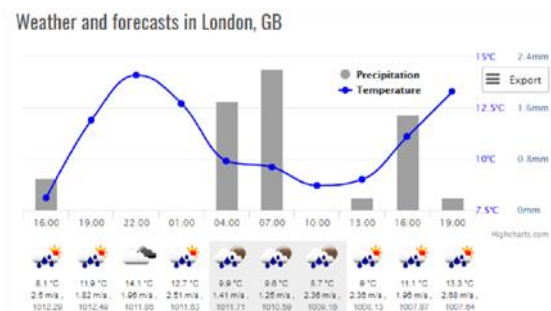 Weather and forecasts in London, GB
15°C 2.4mm
Precipitation
Temperature
Export
12.5°C 1.6mm
10°C 0.8mm
7.5°C 0mm
16:00 19:00 22:00 01:00 04:00 07:00 10:00 13:00 16:00 19:00
Highcharts.com
8.1 °C 11.9 °C 14.1 °C 12.7 °C 9.9 °C 9.6 °C 8.7 °C 9 °C 11.1 °C 13.3 °C
2.6 m/s, 1.82 m/s, 1.96 m/s, 2.51 m/s, 1.41 m/s, 1.26 m/s, 2.36 m/s, 2.36 m/s, 1.96 m/s, 2.68 m/s,
1012.29 1012.49 1011.86 1011.63 1011.71 1010.59 1009.16 1008.13 1007.87 1007.64